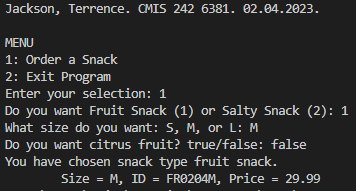 Jackson, Terrence. CMIS 242 6381. 02.04.2023.
MENU
1: Order a Snack
2: Exit Program
Enter your selection: 1
Do you want Fruit Snack (1) or Salty Snack (2): 1
What size do you want: S, M, or L: M
Do you want citrus fruit? true/false: false
You have chosen snack type fruit snack.
Size = M, ID = FR0204M, Price = 29.99